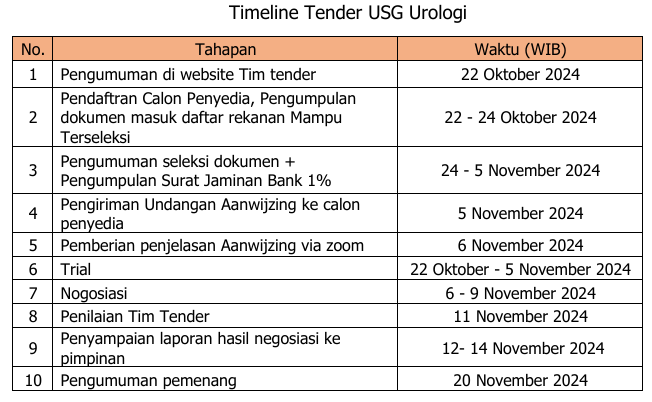 Timeline Tender USG Urologi
No. Tahapan Waktu (WIB)
1 Pengumuman di website Tim tender 22 Oktober 2024
2 Pendaftran Calon Penyedia, Pengumpulan
dokumen masuk daftar rekanan Mampu
Terseleksi 22 - 24 Oktober 2024
3 Pengumuman seleksi dokumen +
Pengumpulan Surat Jaminan Bank 1% 24 - 5 November 2024
4 Pengiriman Undangan Aanwijzing ke calon
penyedia 5 November 2024
5 Pemberian penjelasan Aanwijzing via zoom 6 November 2024
6 Trial 22 Oktober - 5 November 2024
7 Nogosiasi 6 - 9 November 2024
8 Penilaian Tim Tender 11 November 2024
9 Penyampaian laporan hasil negosiasi ke
pimpinan 12- 14 November 2024
10 Pengumuman pemenang 20 November 2024